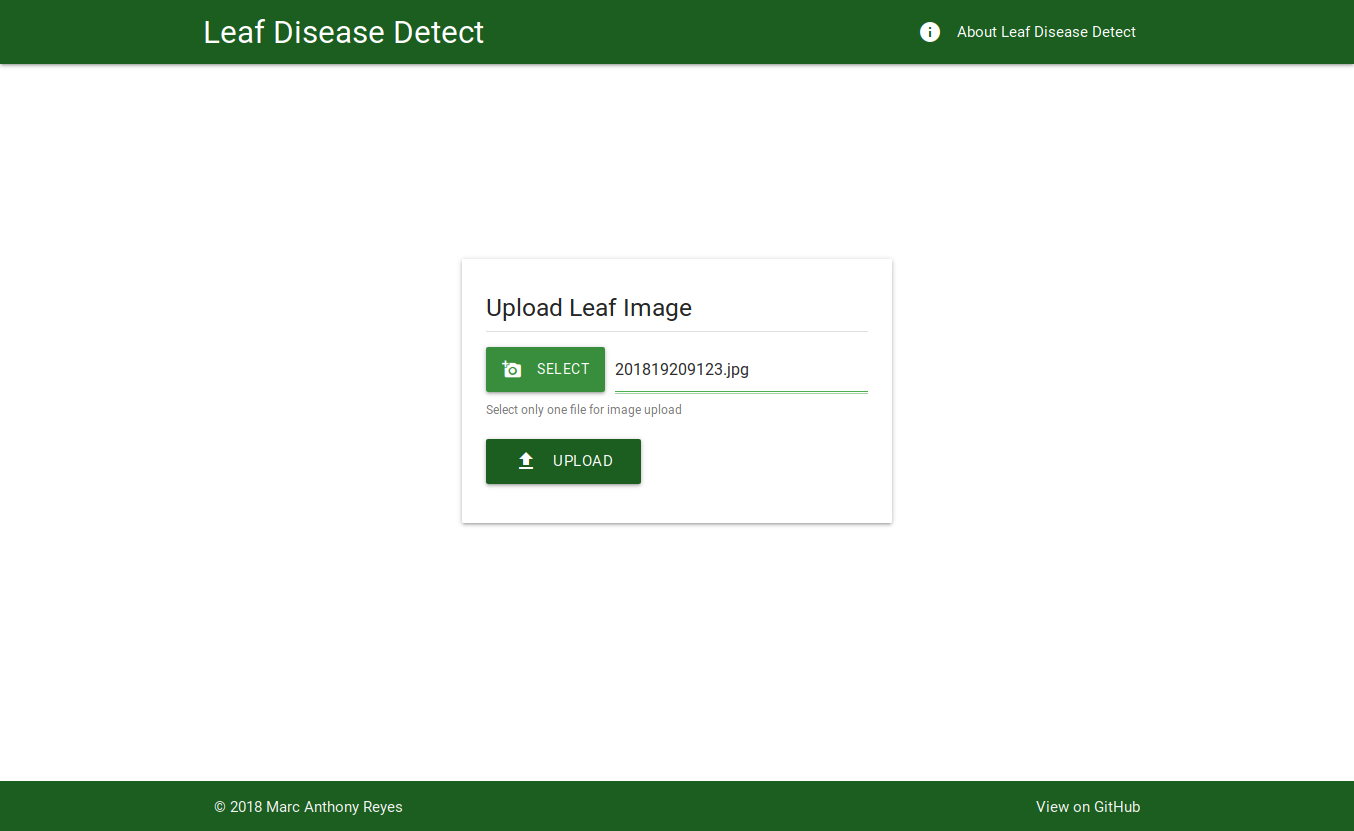 Leaf Disease Detect
About Leaf Disease Detect
Upload Leaf Image
SELECT
201819209123.jpg
Select only one file for image upload
UPLOAD
© 2018 Marc Anthony Reyes
View on GitHub